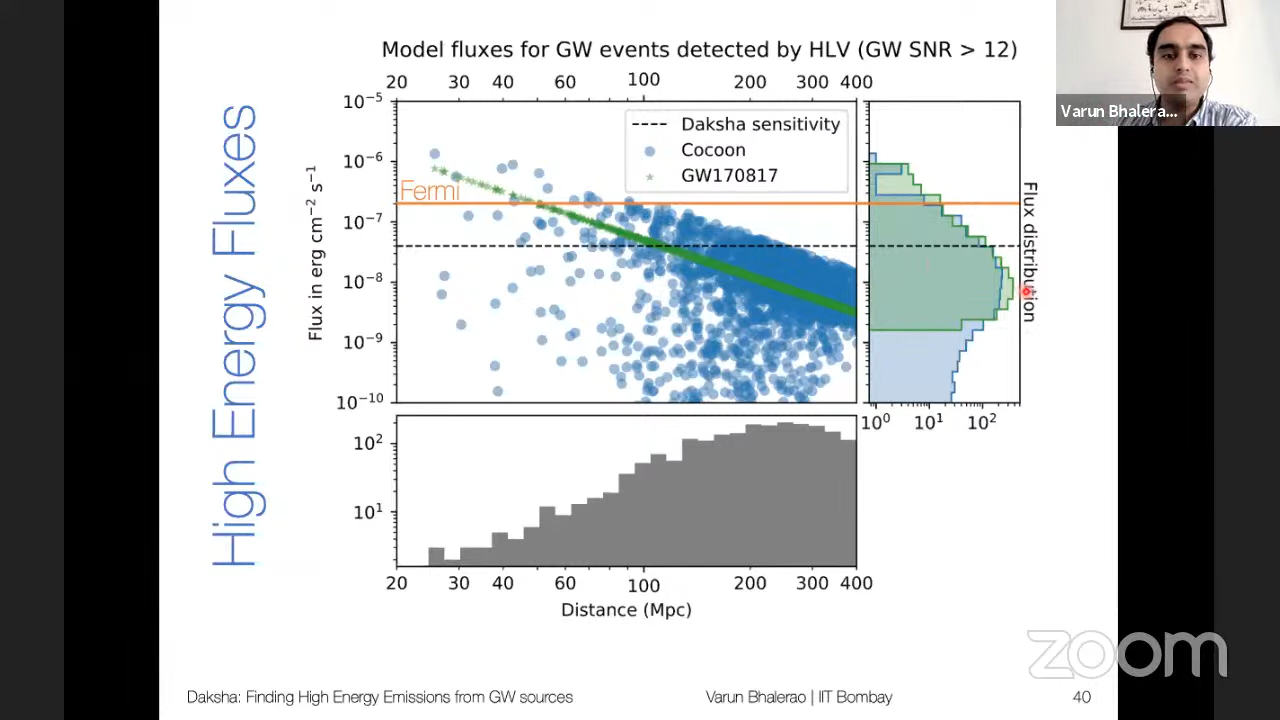 Model fluxes for GW events detected by HLV (GW SNR > 12)
20 30 40 60 100 200 300 400
Varun Bhalera...
High Energy Fluxes
Flux in erg cm⁻² s⁻¹
10⁻⁵
10⁻⁶
10⁻⁷
10⁻⁸
10⁻⁹
10⁻¹⁰
Daksha sensitivity
Cocoon
GW170817
Fermi
Flux distribution
10⁰ 10¹ 10²
10²
10¹
20 30 40 60 100 200 300 400
Distance (Mpc)
zoom
Daksha: Finding High Energy Emissions from GW sources
Varun Bhalerao | IIT Bombay
40